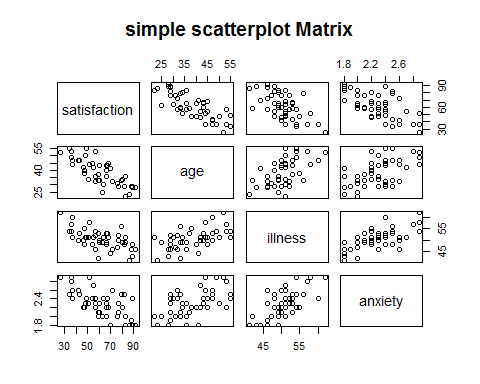 simple scatterplot Matrix
25 35 45 55
1.8 2.2 2.6
satisfaction
30 50 70 90
25 40 55
age
illness
45 55
1.8 2.4
anxiety
30 50 70 90
45 55